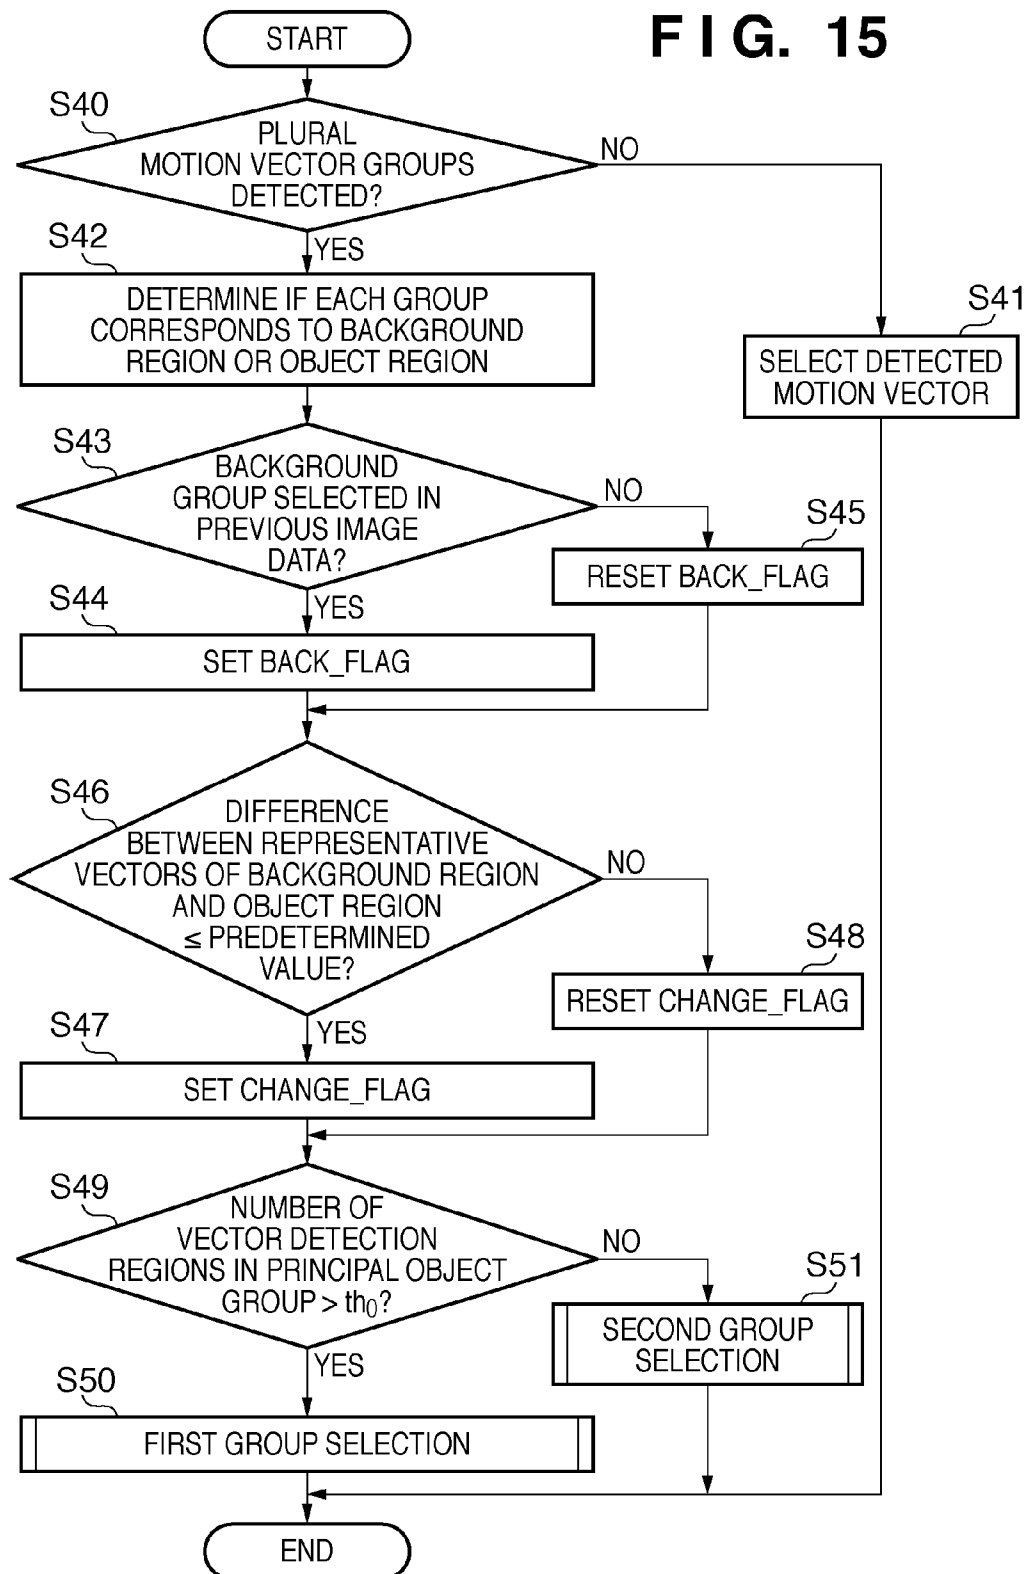 FIG. 15
START
S40
PLURAL
MOTION VECTOR GROUPS
DETECTED?
NO
YES
S42
DETERMINE IF EACH GROUP
CORRESPONDS TO BACKGROUND
REGION OR OBJECT REGION
S41
SELECT DETECTED
MOTION VECTOR
S43
BACKGROUND
GROUP SELECTED IN
PREVIOUS IMAGE
DATA?
NO
YES
S45
RESET BACK_FLAG
S44
SET BACK_FLAG
S46
DIFFERENCE
BETWEEN REPRESENTATIVE
VECTORS OF BACKGROUND REGION
AND OBJECT REGION
≤ PREDETERMINED
VALUE?
NO
YES
S48
RESET CHANGE_FLAG
S47
SET CHANGE_FLAG
S49
NUMBER OF
VECTOR DETECTION
REGIONS IN PRINCIPAL OBJECT
GROUP > th0?
NO
YES
S51
SECOND GROUP
SELECTION
S50
FIRST GROUP SELECTION
END